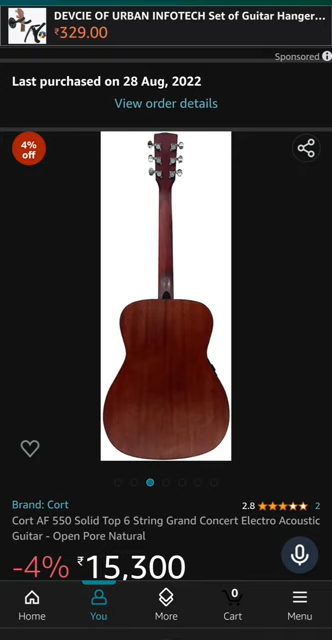 DEVCIE OF URBAN INFOTECH Set of Guitar Hanger...
₹329.00
Sponsored
Last purchased on 28 Aug, 2022
View order details
4%
off
Brand: Cort
2.8 2
Cort AF 550 Solid Top 6 String Grand Concert Electro Acoustic
Guitar - Open Pore Natural
-4% ₹15,300
0
Home You More Cart Menu